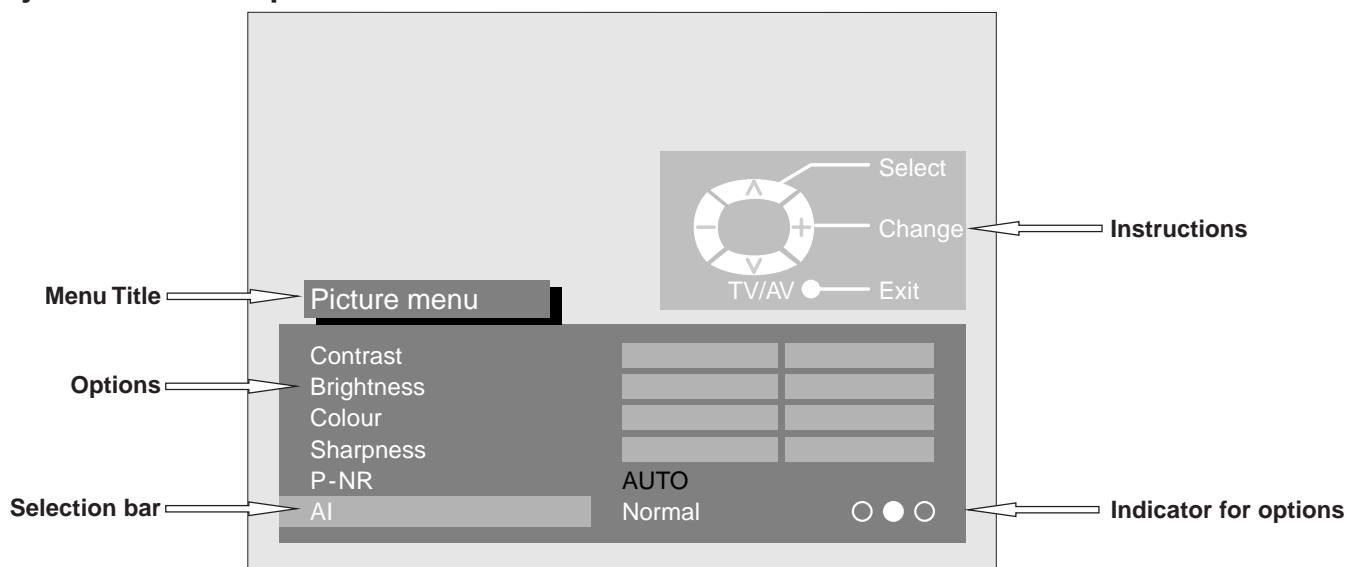 Select
Change
Instructions
TV/AV
Exit
Menu Title
Picture menu
Contrast
Options
Brightness
Colour
Sharpness
P-NR
AUTO
Selection bar
AI
Normal
Indicator for options